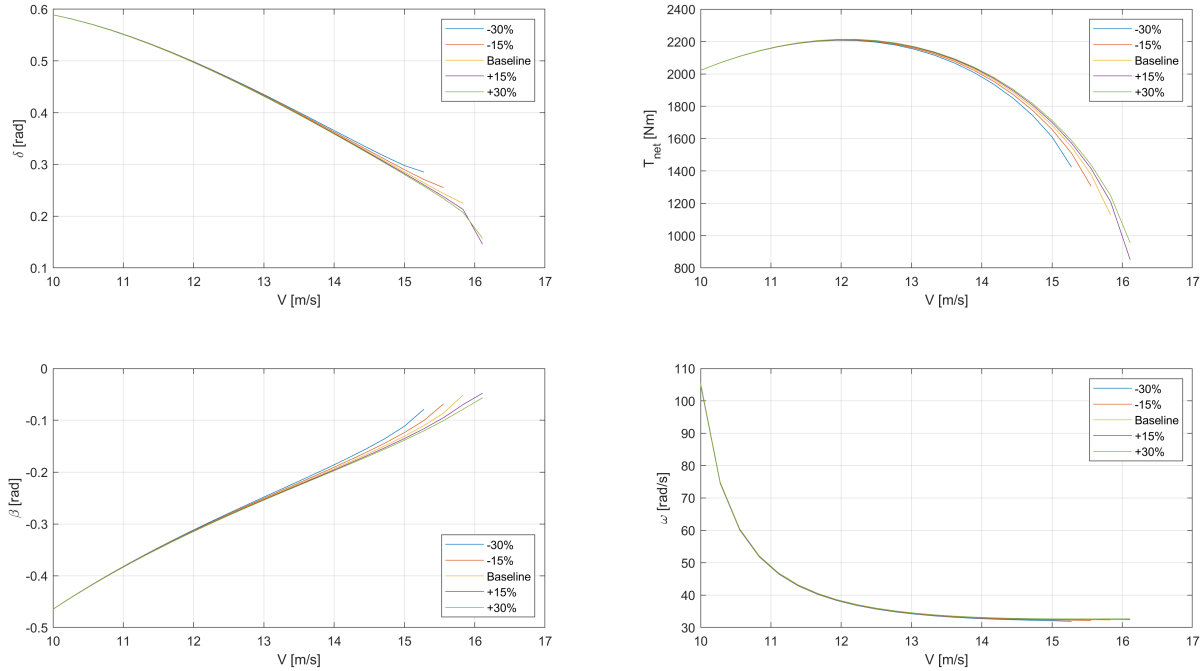 0.6
0.5
0.4
0.3
0.2
0.1
δ [rad]
10 11 12 13 14 15 16 17
V [m/s]
-30%
-15%
Baseline
+15%
+30%
2400
2200
2000
1800
1600
1400
1200
1000
800
T_net [Nm]
10 11 12 13 14 15 16 17
V [m/s]
-30%
-15%
Baseline
+15%
+30%
0
-0.1
-0.2
-0.3
-0.4
-0.5
β [rad]
10 11 12 13 14 15 16 17
V [m/s]
-30%
-15%
Baseline
+15%
+30%
110
100
90
80
70
60
50
40
30
ω [rad/s]
10 11 12 13 14 15 16 17
V [m/s]
-30%
-15%
Baseline
+15%
+30%